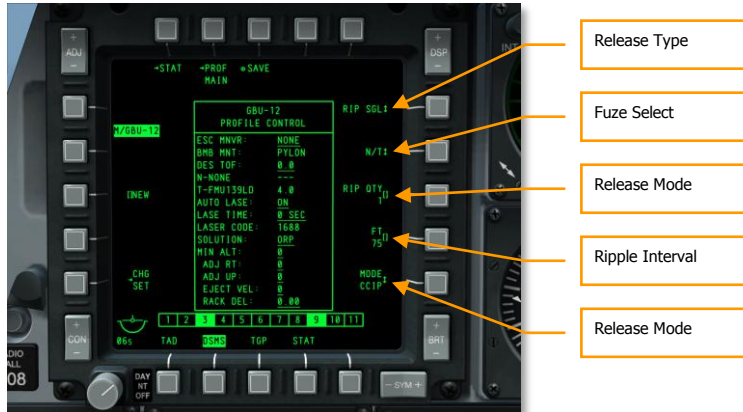 ADJ
DSP
INT
Release Type
→STAT →PROF ⊕SAVE
MAIN
GBU-12
PROFILE CONTROL
RIP SGL↕
M/GBU-12
Fuze Select
ESC MNVR: NONE
BMB MNT: PYLON
N/T↕
DES TOF: 0.0
N-NONE ---
T-FMU139LD 4.0
Release Mode
[]NEW
RIP QTY
1[]
AUTO LASE: ON
LASE TIME: 0 SEC
LASER CODE: 1688
SOLUTION: DRP
Ripple Interval
FT
75[]
MIN ALT: 0
ADJ RT: 0
ADJ UP: 0
EJECT VEL: 0
RACK DEL: 0.00
CHG
SET
MODE
CCIP↕
Release Mode
1 2 3 4 5 6 7 8 9 10 11
CON
06s
TAD DSMS TGP STAT
BRT
ADIO
ALL
08
DAY
NT
OFF
— SYM +